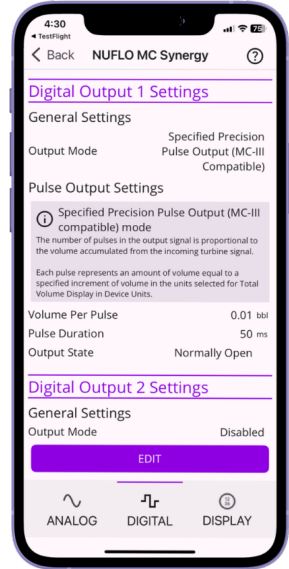 4:30
78
TestFlight
Back NUFLO MC Synergy ?
Digital Output 1 Settings
General Settings
Specified Precision
Output Mode Pulse Output (MC-III
Compatible)
Pulse Output Settings
Specified Precision Pulse Output (MC-III
compatible) mode
The number of pulses in the output signal is proportional to
the volume accumulated from the incoming turbine signal.
Each pulse represents an amount of volume equal to a
specified increment of volume in the units selected for Total
Volume Display in Device Units.
Volume Per Pulse 0.01 bbl
Pulse Duration 50 ms
Output State Normally Open
Digital Output 2 Settings
General Settings
Output Mode Disabled
EDIT
ANALOG DIGITAL DISPLAY